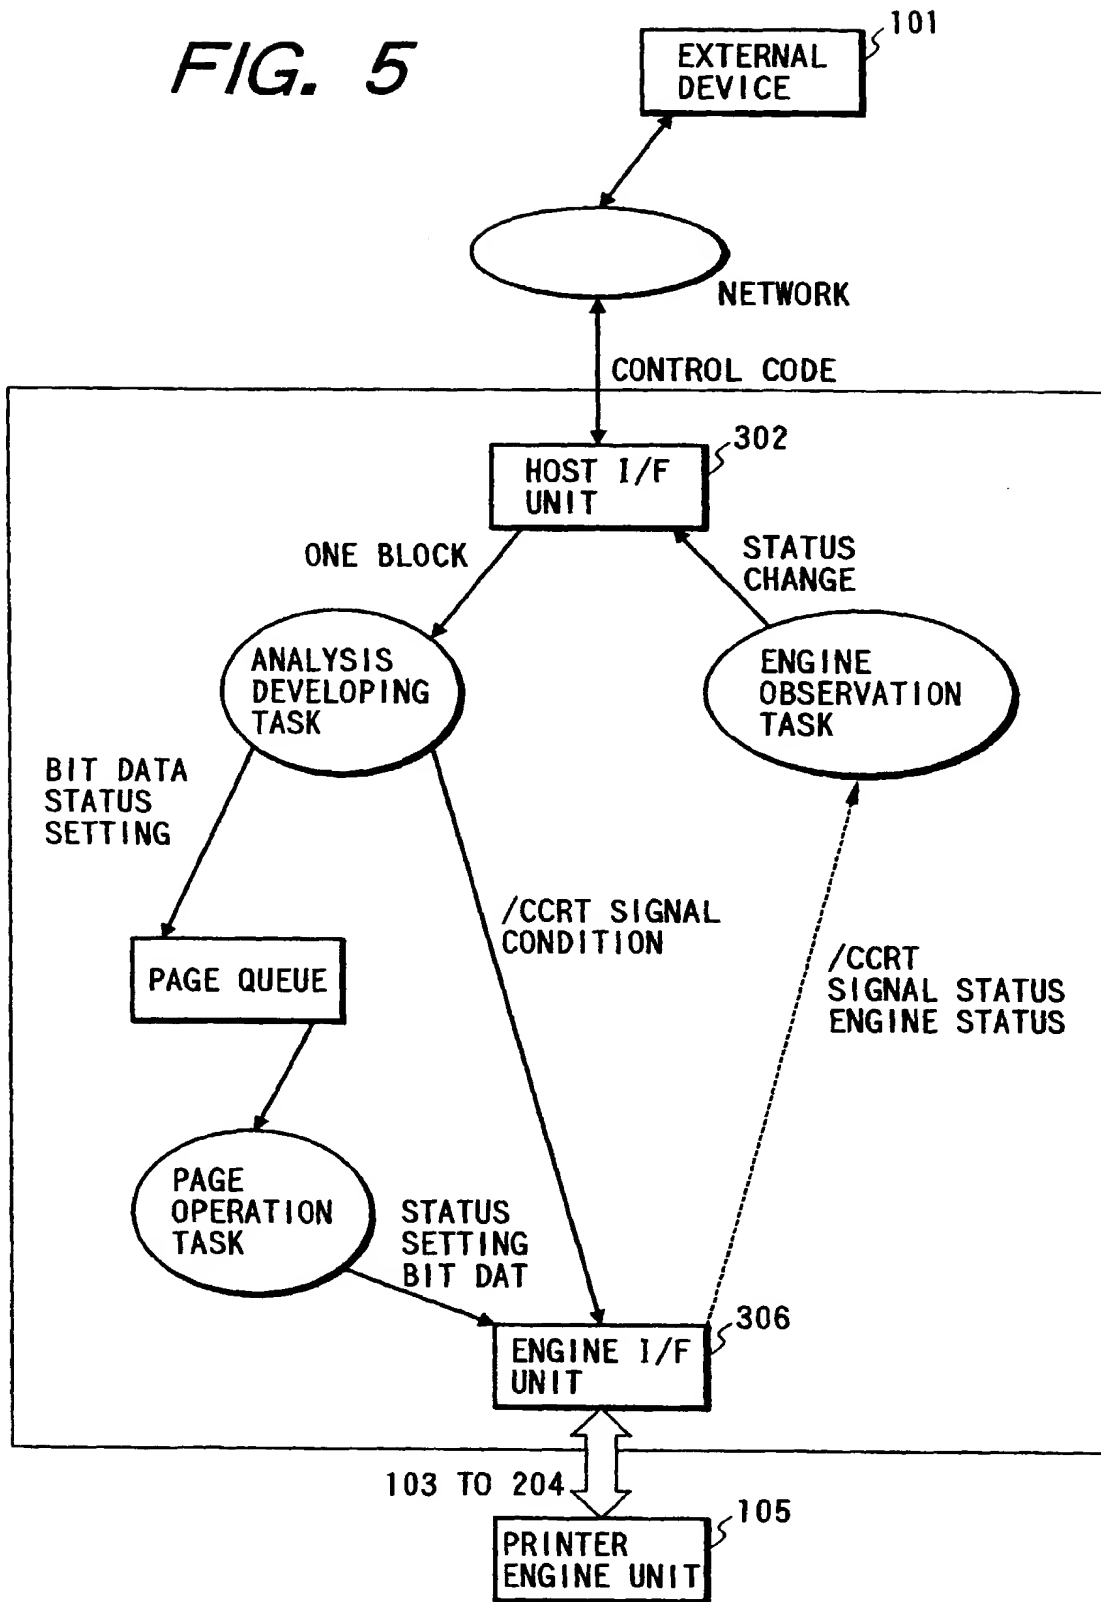 FIG. 5
101
EXTERNAL
DEVICE
NETWORK
CONTROL CODE
302
HOST I/F
UNIT
ONE BLOCK
STATUS
CHANGE
ANALYSIS
DEVELOPING
TASK
ENGINE
OBSERVATION
TASK
BIT DATA
STATUS
SETTING
/CCRT SIGNAL
CONDITION
/CCRT
SIGNAL STATUS
ENGINE STATUS
PAGE QUEUE
PAGE
OPERATION
TASK
STATUS
SETTING
BIT DAT
306
ENGINE I/F
UNIT
103 TO 204
105
PRINTER
ENGINE UNIT